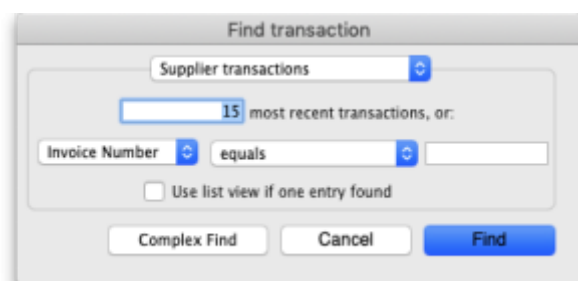 Find transaction
Supplier transactions
15 most recent transactions, or:
Invoice Number equals
Use list view if one entry found
Complex Find Cancel Find